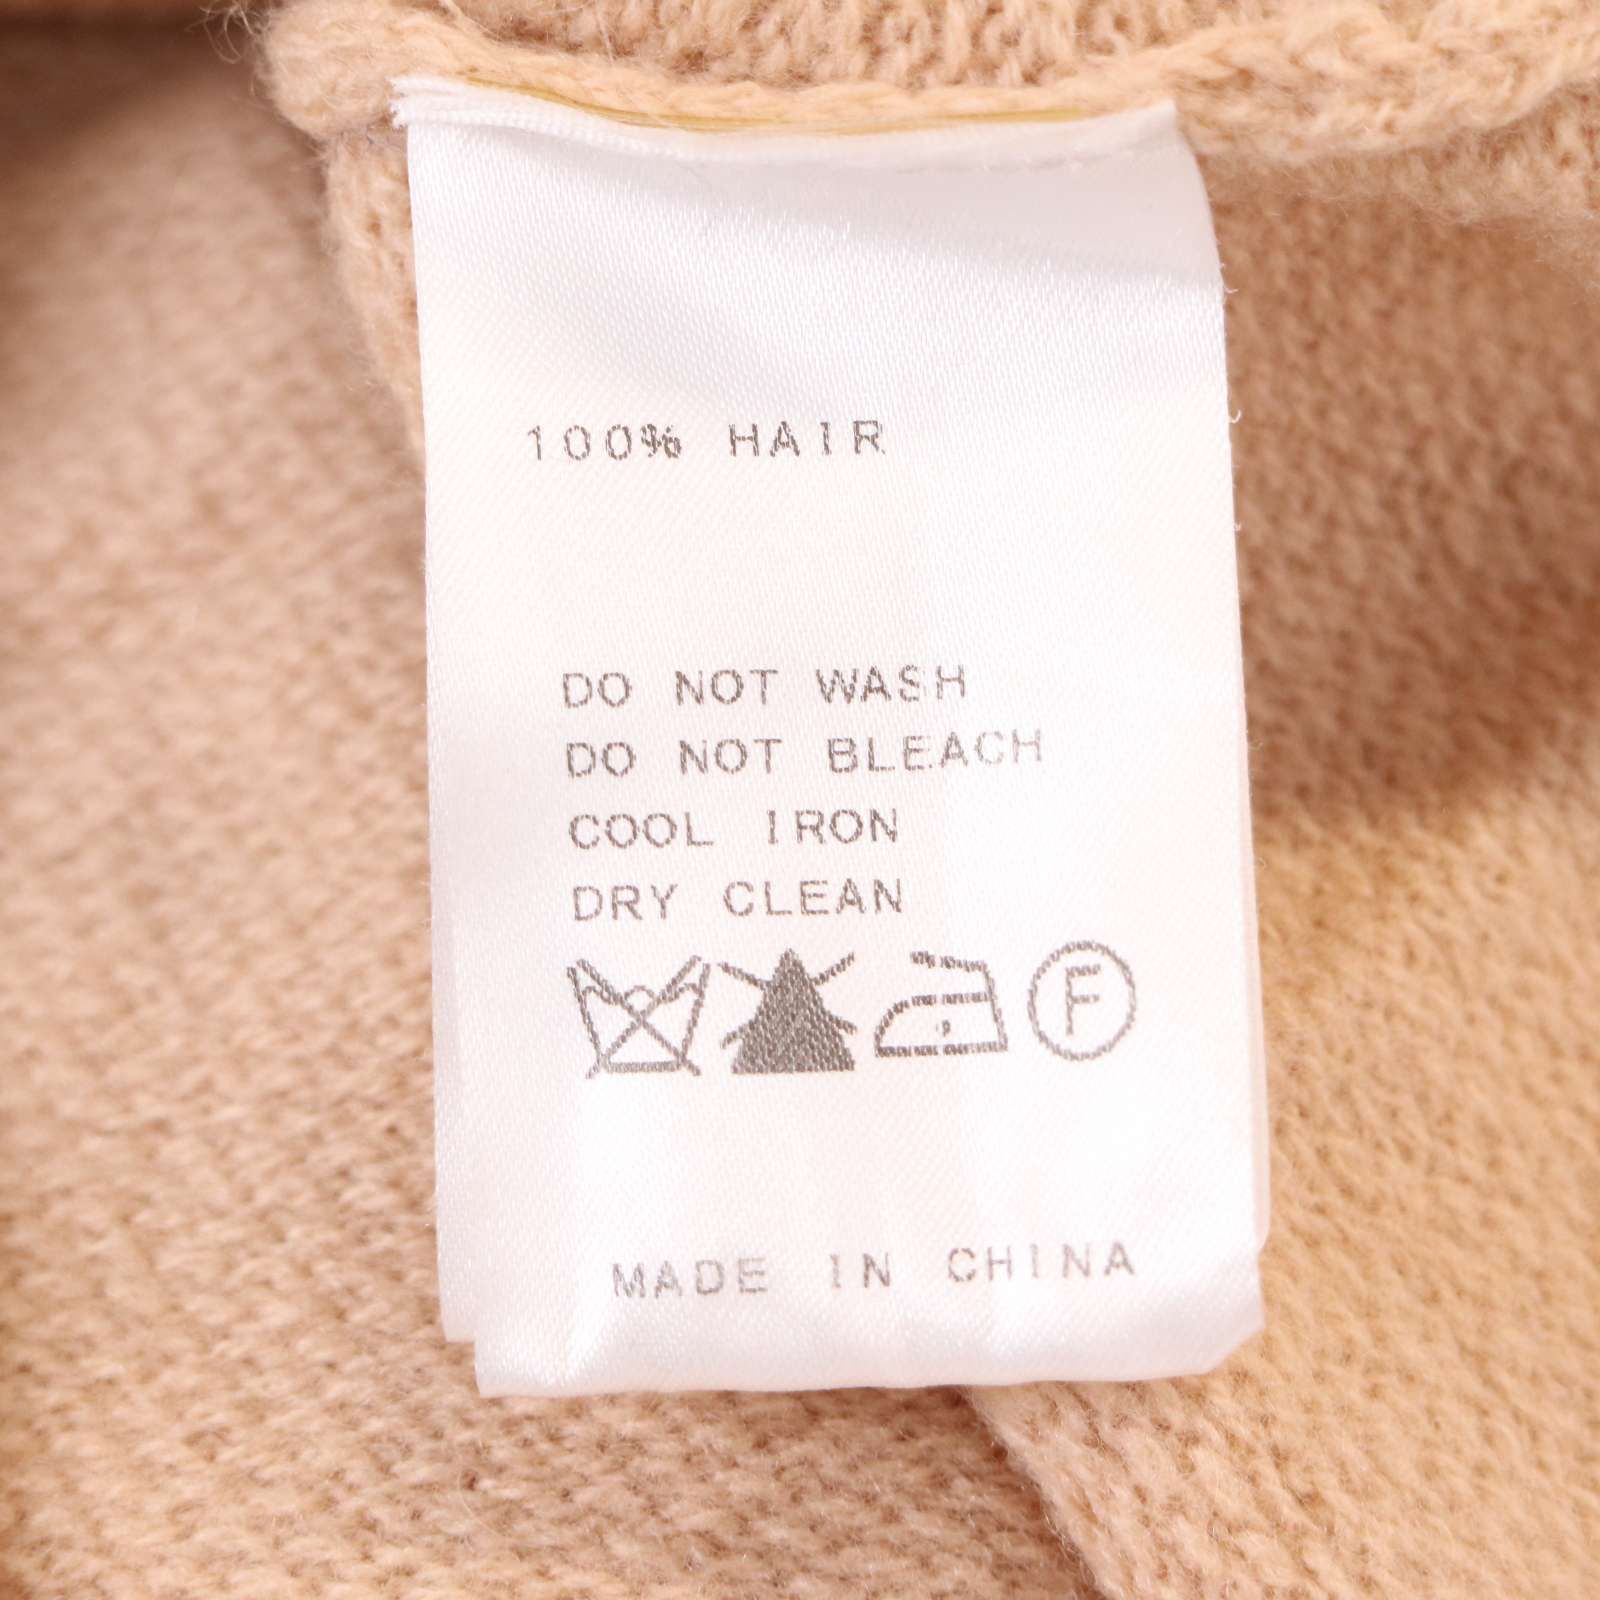 100% HAIR
DO NOT WASH
DO NOT BLEACH
COOL IRON
DRY CLEAN
F
MADE IN CHINA